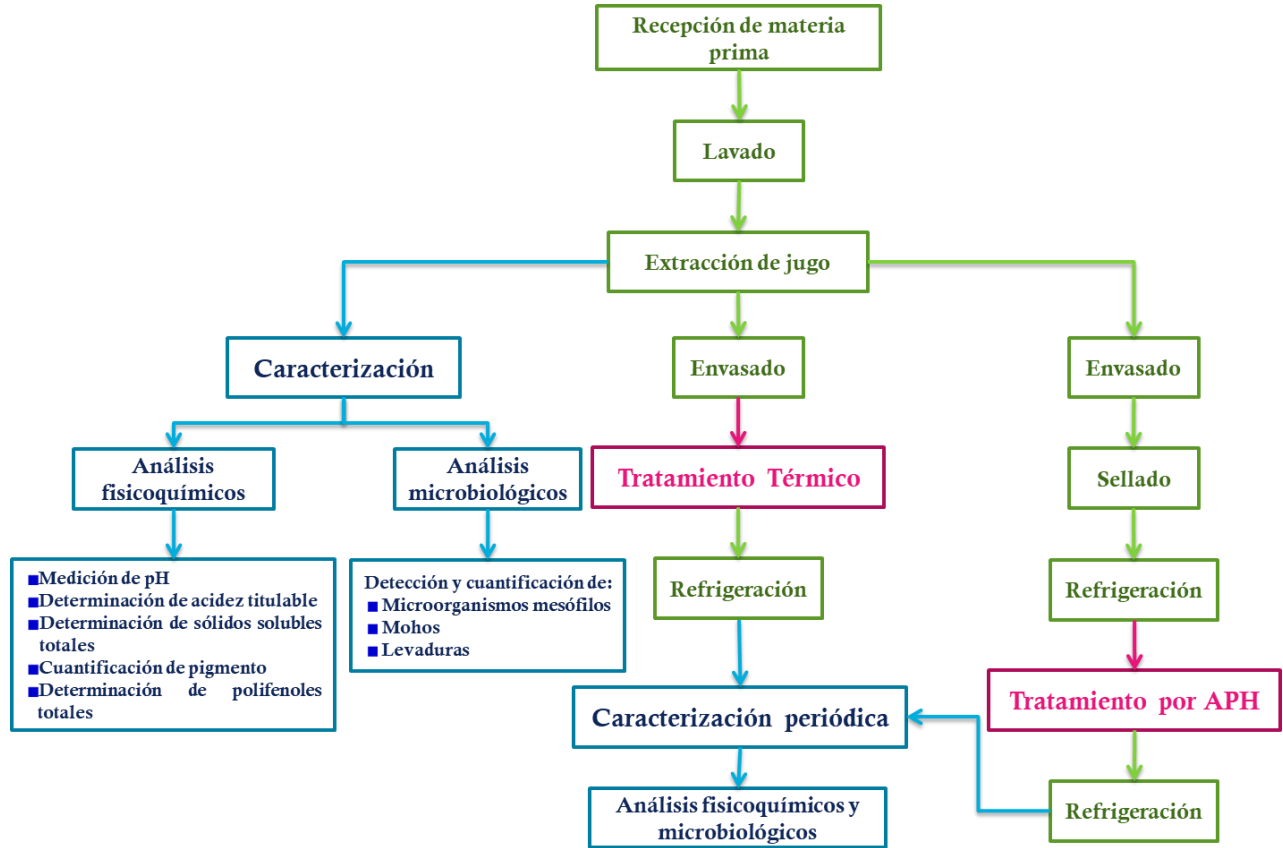 Recepción de materia
prima
Lavado
Extracción de jugo
Caracterización
Envasado
Envasado
Análisis
fisicoquímicos
Análisis
microbiológicos
Tratamiento Térmico
Sellado
■Medición de pH
■Determinación de acidez titulable
■Determinación de sólidos solubles
totales
■Cuantificación de pigmento
■Determinación de polifenoles
totales
Detección y cuantificación de:
■ Microorganismos mesófilos
■ Mohos
■ Levaduras
Refrigeración
Refrigeración
Caracterización periódica
Tratamiento por APH
Análisis fisicoquímicos y
microbiológicos
Refrigeración